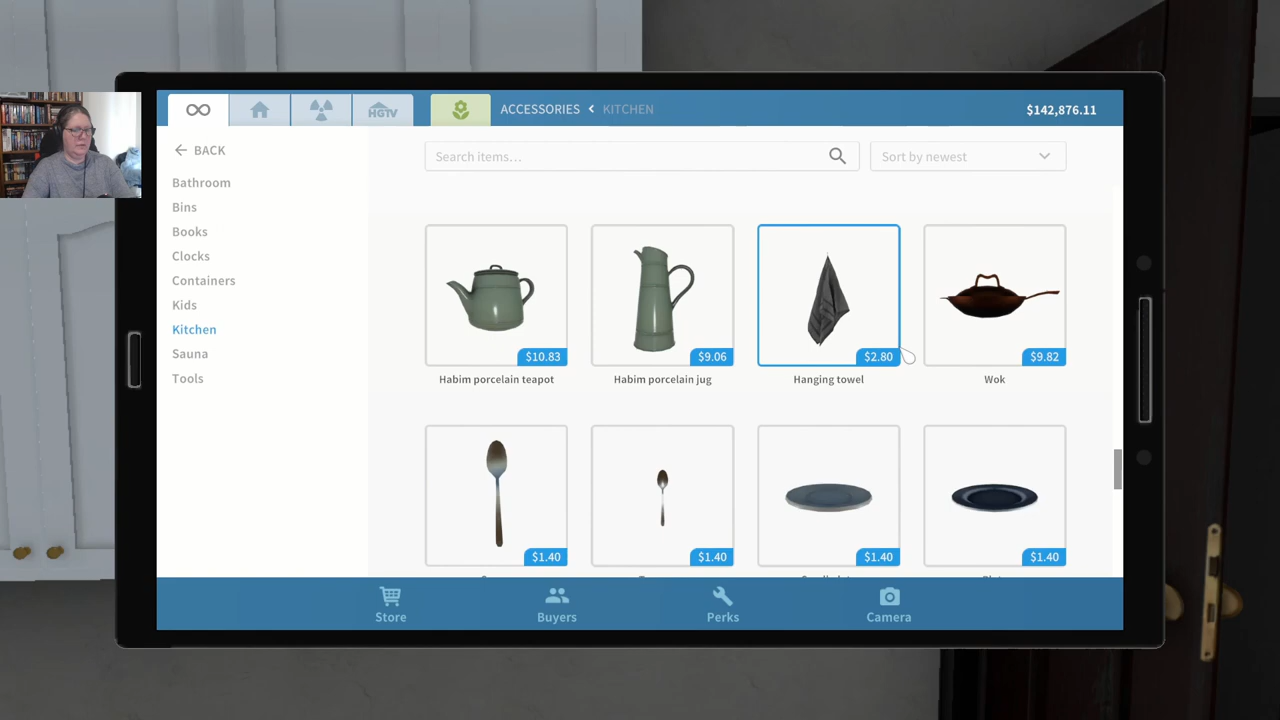 HGTV
ACCESSORIES < KITCHEN
$142,876.11
← BACK
Bathroom
Bins
Books
Clocks
Containers
Kids
Kitchen
Sauna
Tools
Search items...
Sort by newest
$10.83
$9.06
$2.80
$9.82
Habim porcelain teapot
Habim porcelain jug
Hanging towel
Wok
$1.40
$1.40
$1.40
$1.40
Store
Buyers
Perks
Camera